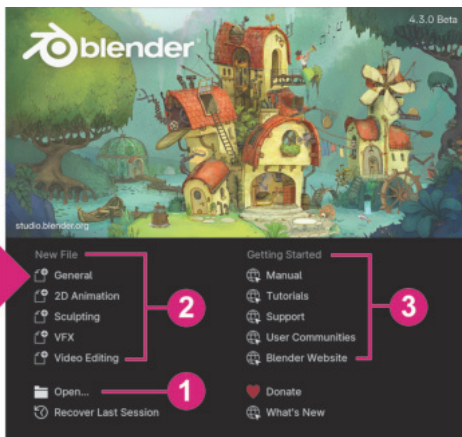 4.3.0 Beta
blender
studio.blender.org
New File
General
2D Animation
Sculpting
VFX
Video Editing
2
Open...
1
Recover Last Session
Getting Started
Manual
Tutorials
Support
User Communities
Blender Website
3
Donate
What's New